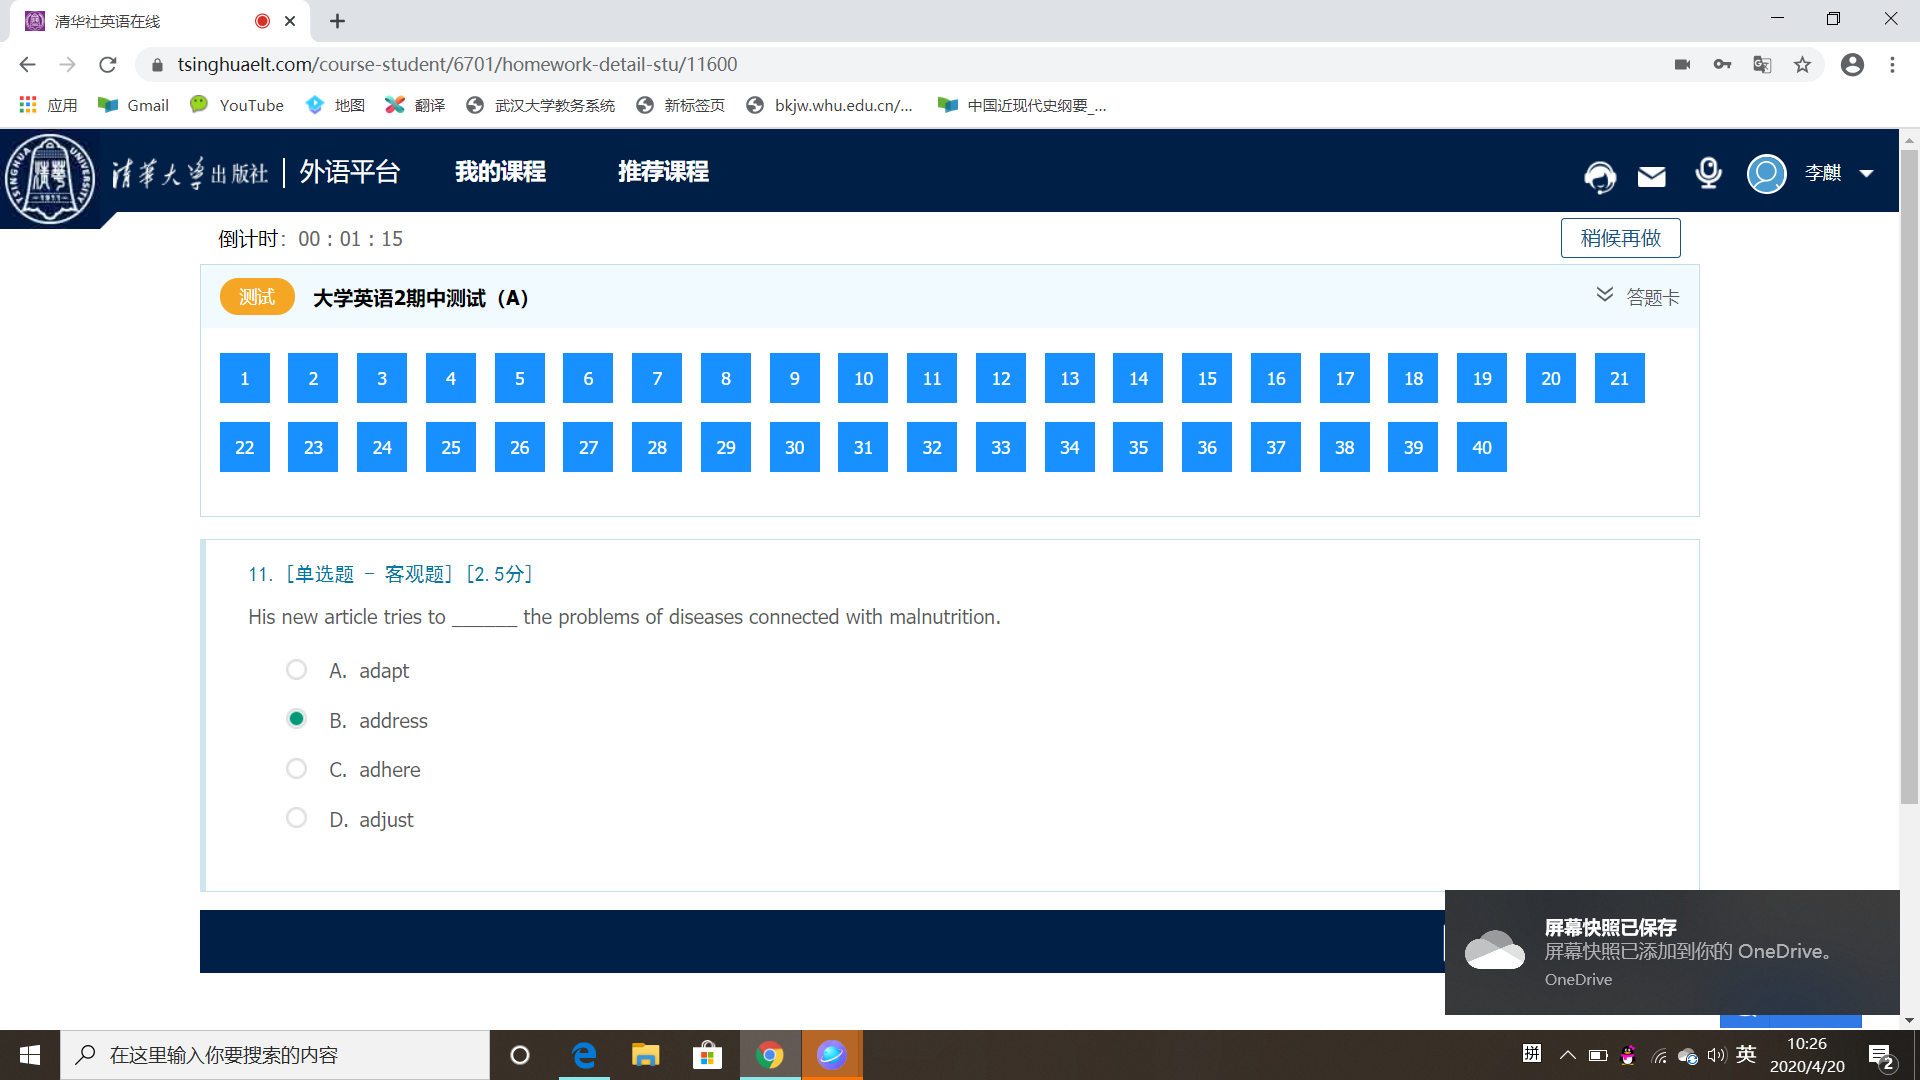 清华社英语在线
tsinghuaelt.com/course-student/6701/homework-detail-stu/11600
应用 Gmail YouTube 地图 翻译 武汉大学教务系统 新标签页 bkjw.whu.edu.cn/... 中国近现代史纲要_...
清华大学出版社 外语平台 我的课程 推荐课程 李麒
倒计时：00 : 01 : 15 稍候再做
测试 大学英语2期中测试（A） 答题卡
1 2 3 4 5 6 7 8 9 10 11 12 13 14 15 16 17 18 19 20 21
22 23 24 25 26 27 28 29 30 31 32 33 34 35 36 37 38 39 40
11. [单选题 - 客观题] [2.5分]
His new article tries to ______ the problems of diseases connected with malnutrition.
A. adapt
B. address
C. adhere
D. adjust
屏幕快照已保存
屏幕快照已添加到你的 OneDrive。
OneDrive
在这里输入你要搜索的内容
拼 英 10:26
2020/4/20 2